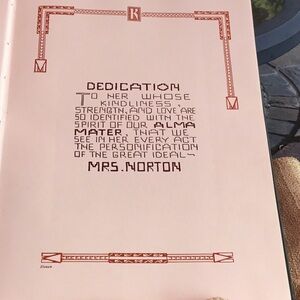 K
DEDICATION
TO HER WHOSE
KINDLINESS,
STRENGTH, AND LOVE ARE
SO IDENTIFIED WITH THE
SPIRIT OF OUR ALMA
MATER, THAT WE
SEE IN HER EVERY ACT
THE PERSONIFICATION
OF THE GREAT IDEAL—
MRS. NORTON